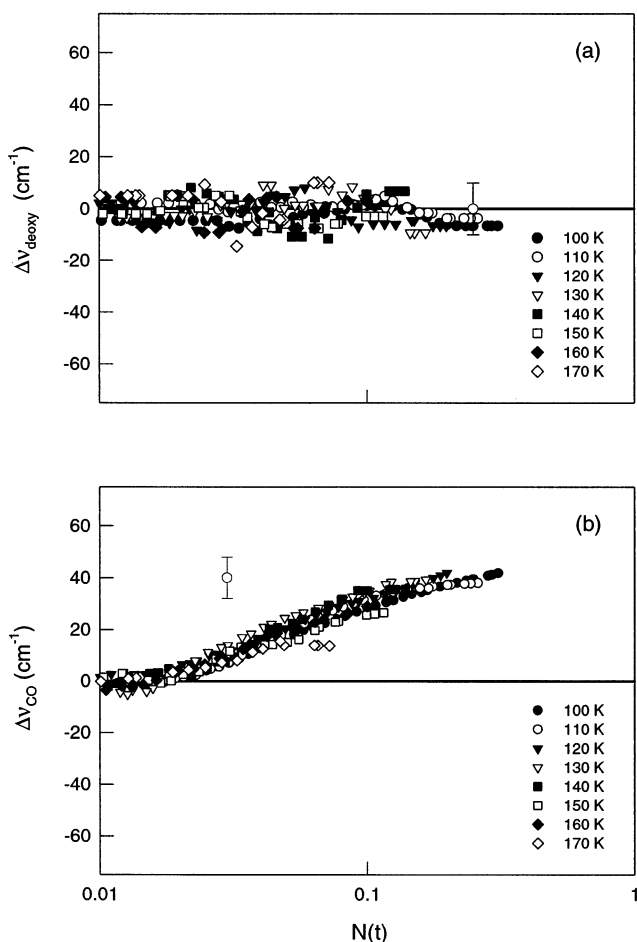 (a)
60
40
20
0
-20
-40
-60
Δν_deoxy (cm⁻¹)
100 K
110 K
120 K
130 K
140 K
150 K
160 K
170 K
(b)
60
40
20
0
-20
-40
-60
Δν_CO (cm⁻¹)
100 K
110 K
120 K
130 K
140 K
150 K
160 K
170 K
0.01
0.1
1
N(t)